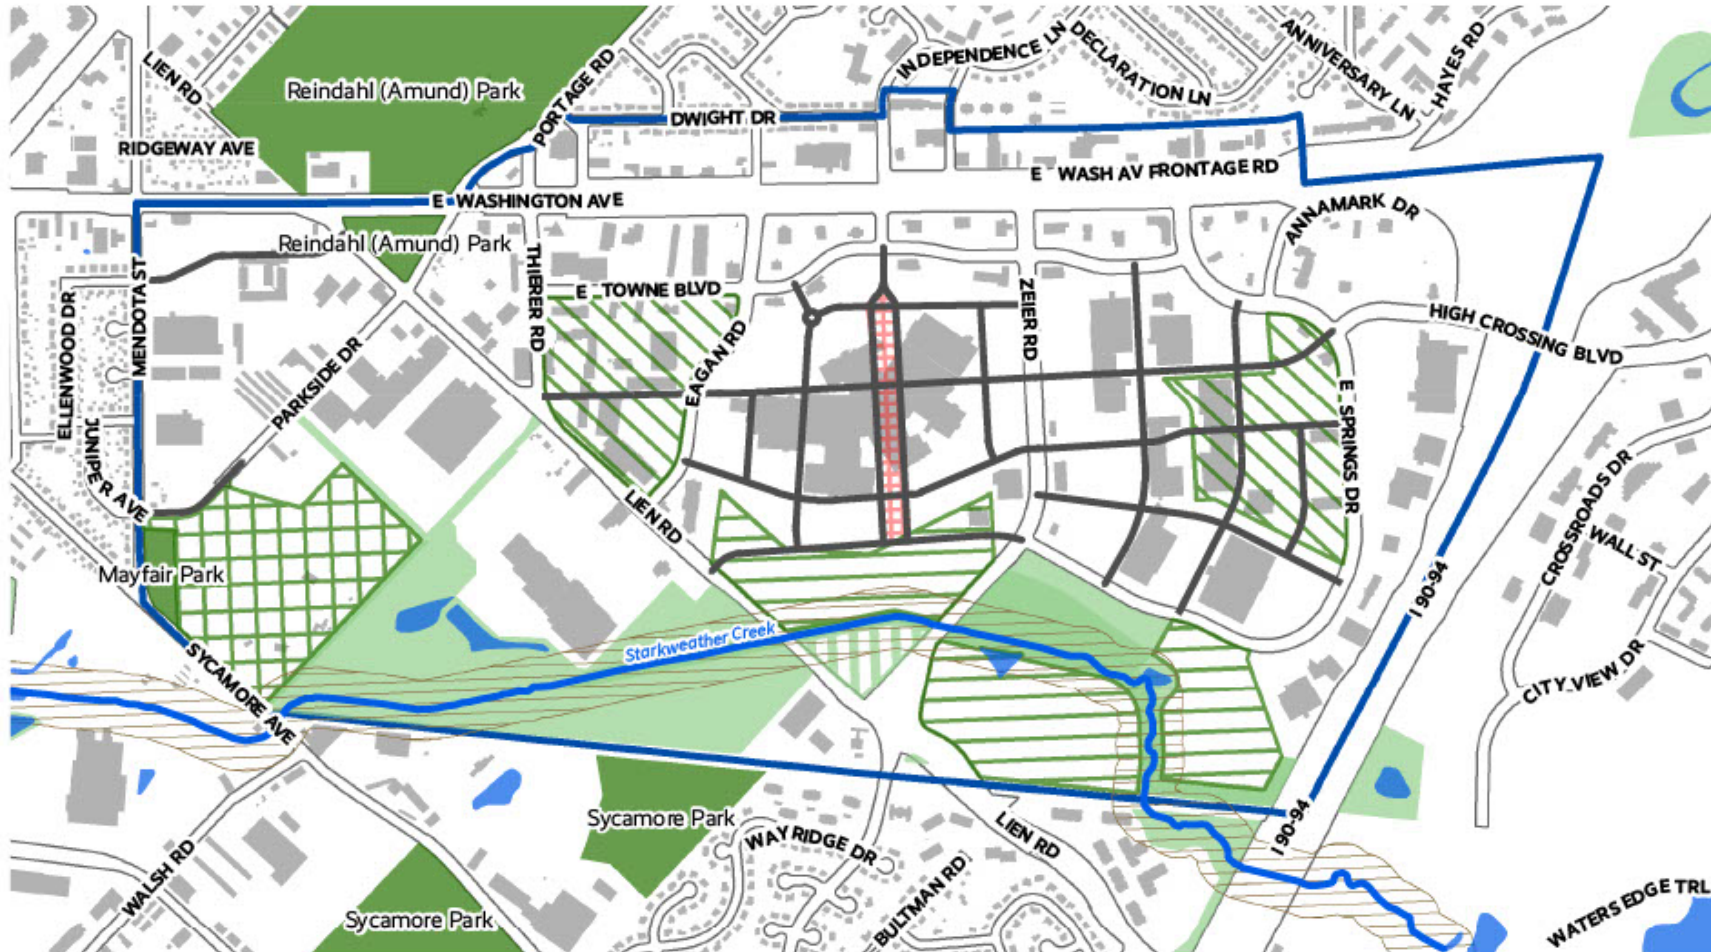 LIEN RD
Reindahl (Amund) Park
PORTAGE RD
INDEPENDENCE LN
DECLARATION LN
ANNIVERSARY LN
HAYES RD
DWIGHT DR
RIDGEWAY AVE
E WASH AV FRONTAGE RD
E WASHINGTON AVE
ANNAMARK DR
Reindahl (Amund) Park
MENDOTA ST
THIERER RD
E TOWNE BLVD
ZEIER RD
ELLENWOOD DR
EAGAN RD
HIGH CROSSING BLVD
PARKSIDE DR
JUNIPER AVE
E SPRINGS DR
LIEN RD
CROSSROADS DR
WALL ST
Mayfair Park
I 90-94
Starkweather Creek
SYCAMORE AVE
CITY VIEW DR
Sycamore Park
WAYRIDGE DR
LIEN RD
I 90-94
WALSH RD
BULTMAN RD
Sycamore Park
WATERS EDGE TRL